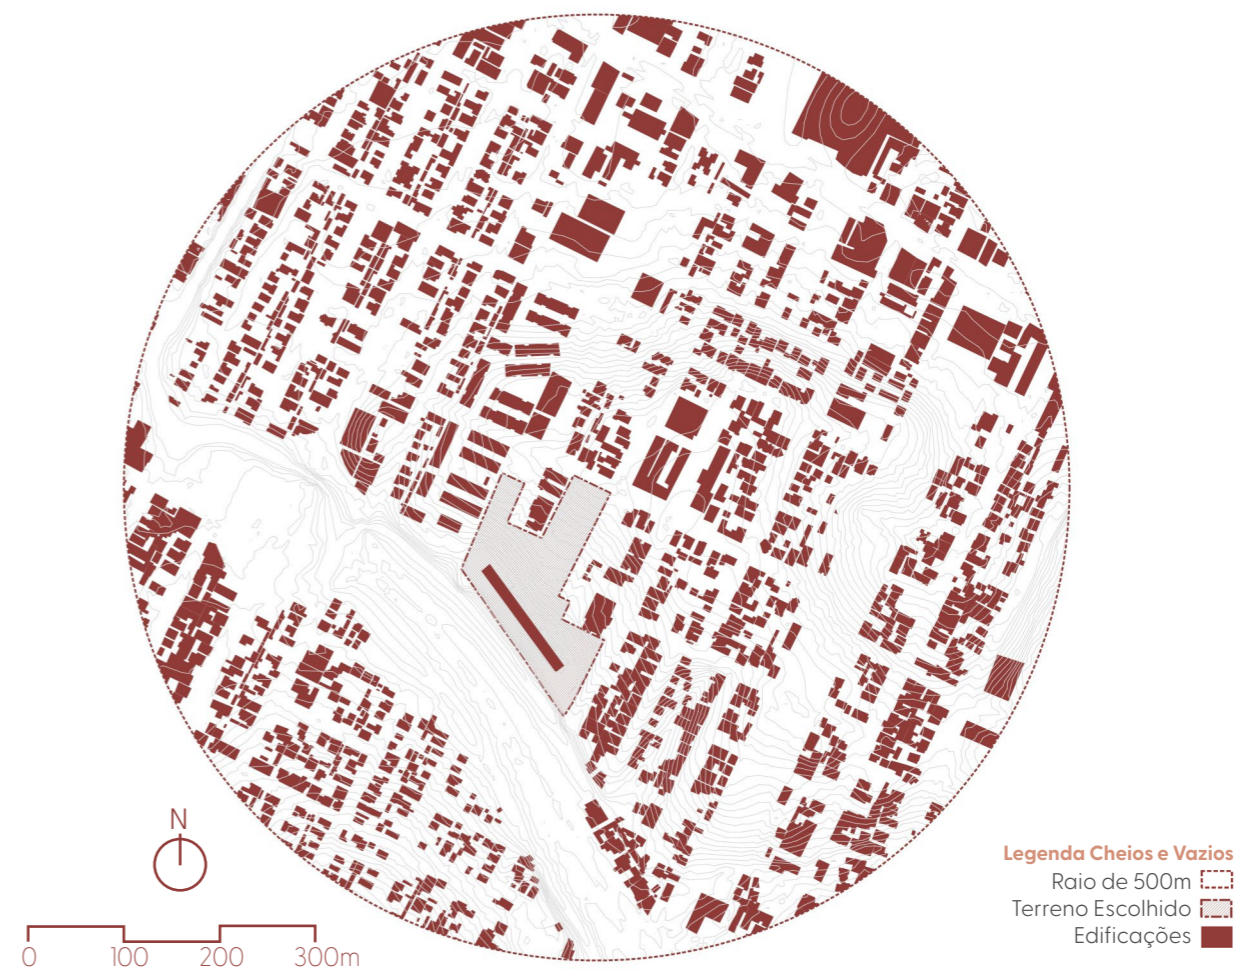 N
0 100 200 300m
Legenda Cheios e Vazios
Raio de 500m
Terreno Escolhido
Edificações